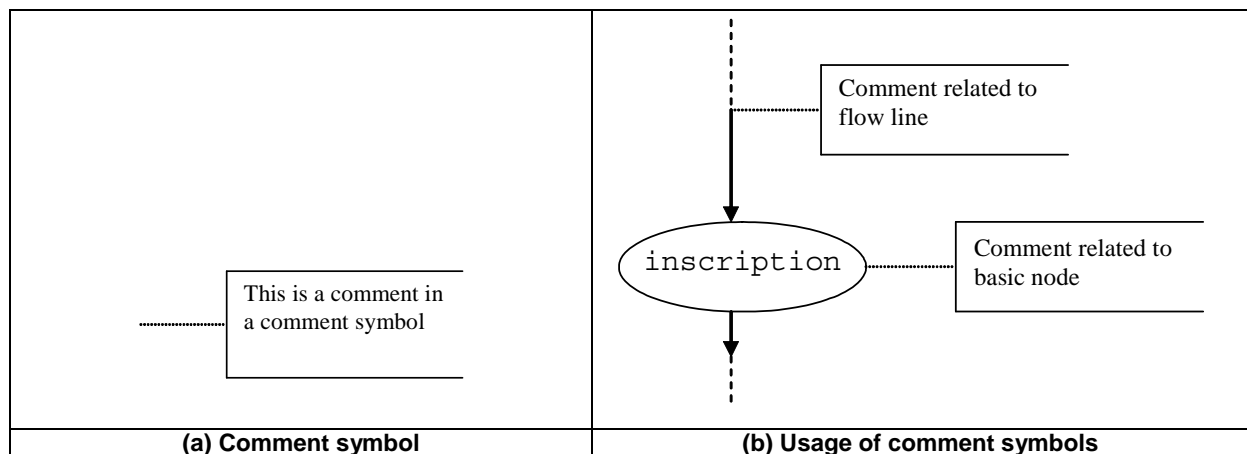 This is a comment in
a comment symbol
(a) Comment symbol
Comment related to
flow line
inscription
Comment related to
basic node
(b) Usage of comment symbols